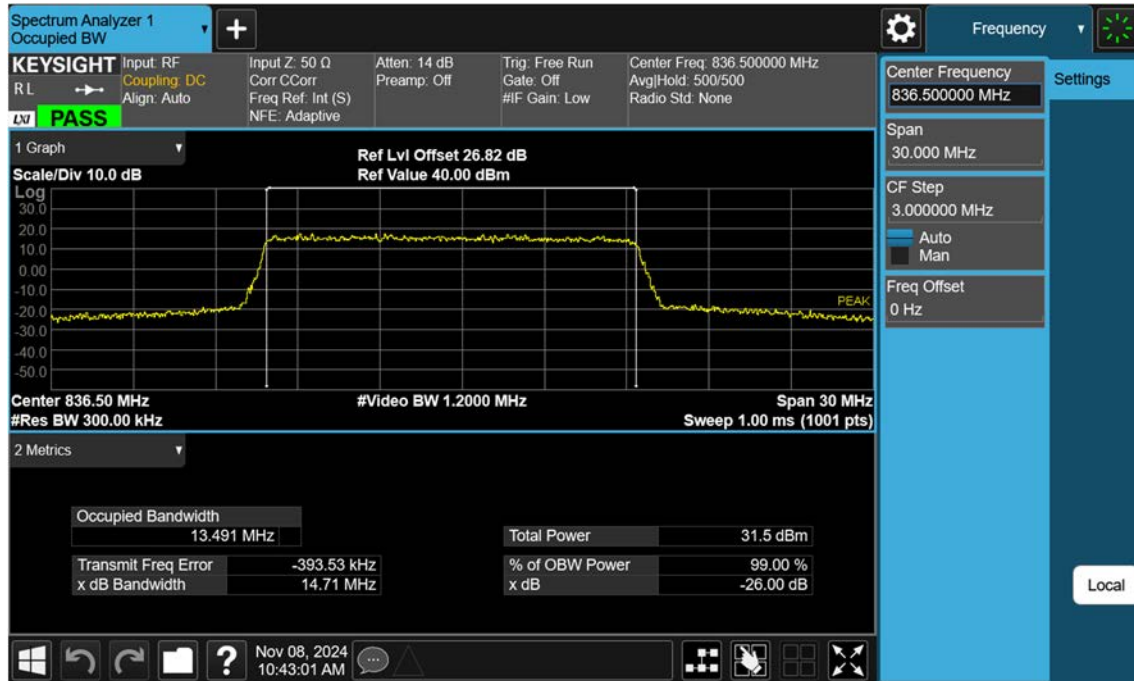 Spectrum Analyzer 1
Occupied BW
+
Frequency
KEYSIGHT
RL
LXI
PASS
Input: RF
Coupling: DC
Align: Auto
Input Z: 50 Ω
Corr CCorr
Freq Ref: Int (S)
NFE: Adaptive
Atten: 14 dB
Preamp: Off
Trig: Free Run
Gate: Off
#IF Gain: Low
Center Freq: 836.500000 MHz
Avg|Hold: 500/500
Radio Std: None
Center Frequency
836.500000 MHz
Settings
Span
30.000 MHz
CF Step
3.000000 MHz
Auto
Man
Freq Offset
0 Hz
Local
1 Graph
Scale/Div 10.0 dB
Ref Lvl Offset 26.82 dB
Ref Value 40.00 dBm
Log
30.0
20.0
10.0
0.00
-10.0
-20.0
-30.0
-40.0
-50.0
PEAK
Center 836.50 MHz
#Video BW 1.2000 MHz
Span 30 MHz
#Res BW 300.00 kHz
Sweep 1.00 ms (1001 pts)
2 Metrics
Occupied Bandwidth
13.491 MHz
Total Power 31.5 dBm
Transmit Freq Error -393.53 kHz
% of OBW Power 99.00 %
x dB Bandwidth 14.71 MHz
x dB -26.00 dB
?
Nov 08, 2024
10:43:01 AM